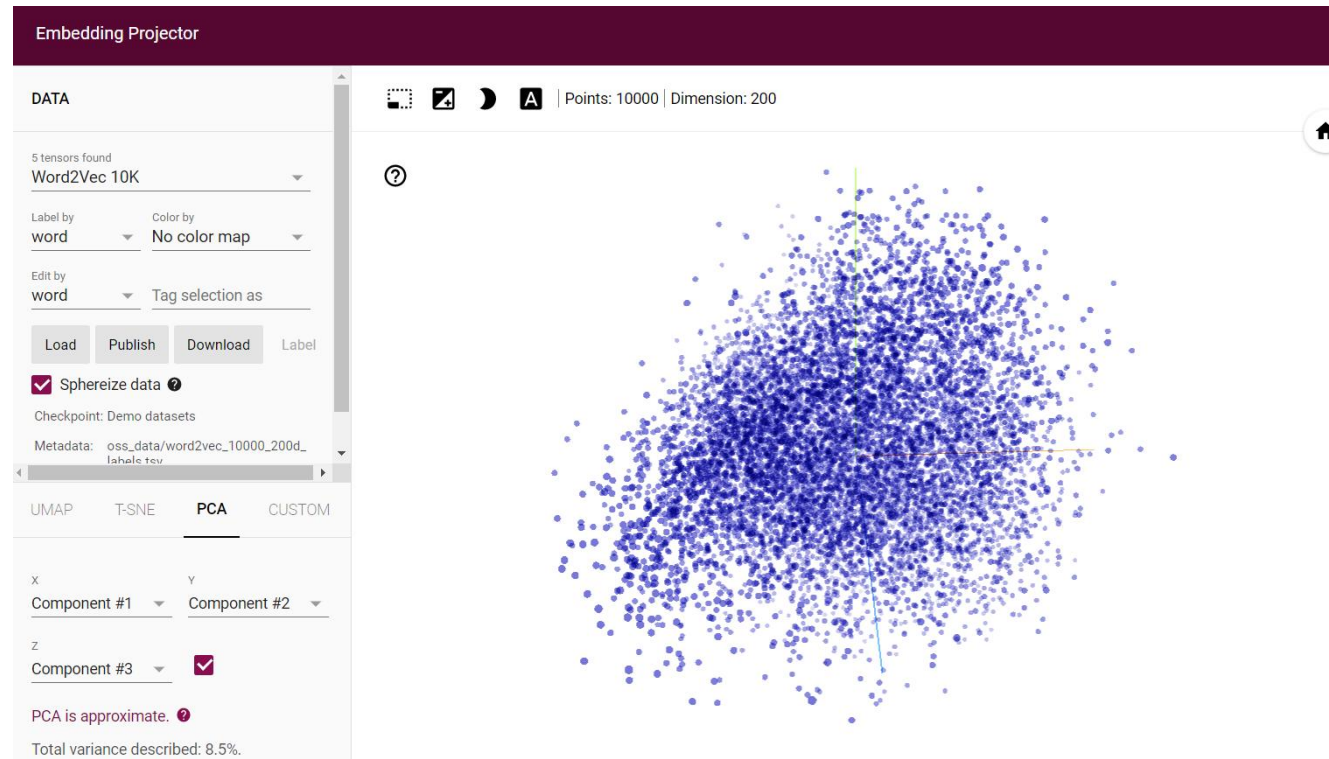 Embedding Projector
DATA
A
Points: 10000
Dimension: 200
5 tensors found
Word2Vec 10K
Label by
Color by
word
No color map
Edit by
word
Tag selection as
Load
Publish
Download
Label
Sphereize data ?
Checkpoint: Demo datasets
Metadata: oss_data/word2vec_10000_200d_
labels.tsv
UMAP
T-SNE
PCA
CUSTOM
X
Y
Component #1
Component #2
Z
Component #3
PCA is approximate. ?
Total variance described: 8.5%.
?